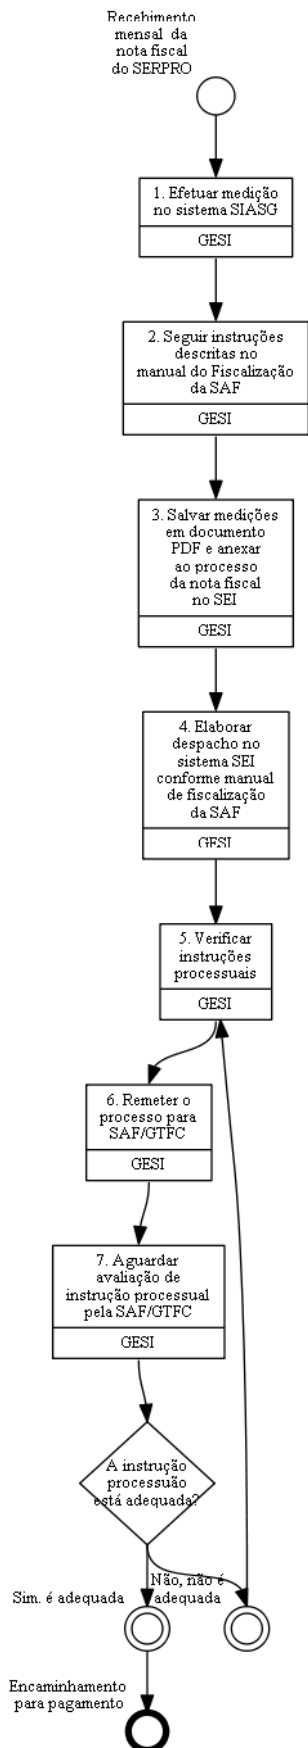 Recebimento
mensal da
nota fiscal
do SERPRO
1. Efetuar medição
no sistema SIASG
GESI
2. Seguir instruções
descritas no
manual do Fiscalização
da SAF
GESI
3. Salvar medições
em documento
PDF e anexar
ao processo
da nota fiscal
no SEI
GESI
4. Elaborar
despacho no
sistema SEI
conforme manual
de fiscalização
da SAF
GESI
5. Verificar
instruções
processuais
GESI
6. Remeter o
processo para
SAF/GTFC
GESI
7. Aguardar
avaliação de
instrução processual
pela SAF/GTFC
GESI
A instrução
processuão
está adequada?
Sim. é adequada
Não, não é
adequada
Encaminhamento
para pagamento